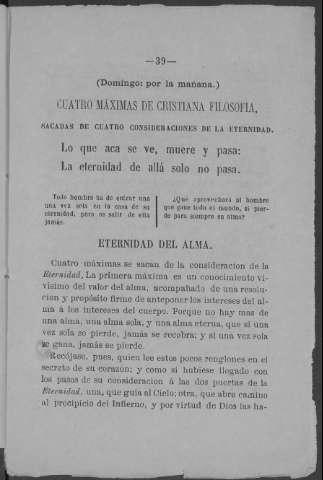 —39—
(Domingo: por la mañana.)
CUATRO MÁXIMAS DE CRISTIANA FILOSOFIA,
SACADAS DE CUATRO CONSIDERACIONES DE LA ETERNIDAD.
Lo que aca se ve, muere y pasa:
La eternidad de allá solo no pasa.
Todo hombre ha de entrar una
una vez sola en la casa de su
eternidad, para no salir de ella
jamás.
¿Qué aprovechará al hombre
que gane todo el mundo, si pier-
de para siempre su alma?
ETERNIDAD DEL ALMA.
Cuatro máximas se sacan de la consideracion de la
Eternidad. La primera máxima es un conocimiento vi-
vísimo del valor del alma, acompañado de una resolu-
cion y propósito firme de anteponer los intereses del al-
ma á los intereses del cuerpo. Porque no hay mas de
una alma, una alma sola, y una alma eterna, que si una
vez sola se pierde, jamás se recobra; y si una vez sola
se gana, jamás se pierde.
Recójase, pues, quien lee estos pocos renglones en el
secreto de su corazon; y como si hubiese llegado con
los pasos de su consideracion á las dos puertas de la
Eternidad, una, que guia al Cielo; otra, que abre camino
al precipicio del Infierno, y por virtud de Dios las ha-